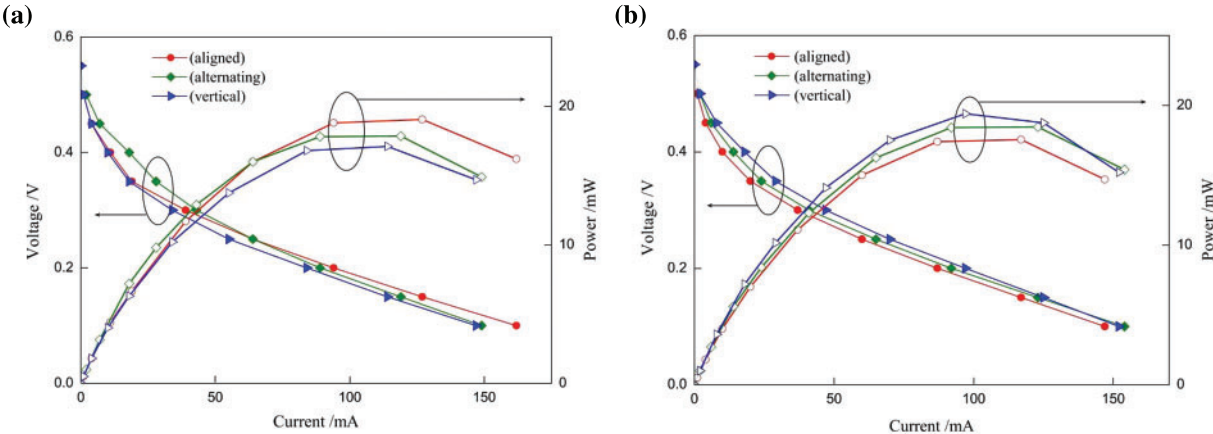 (a)
0.6
0.4
0.2
0.0
Voltage /V
(aligned)
(alternating)
(vertical)
20
10
0
Power /mW
0
50
100
150
Current /mA
(b)
0.6
0.4
0.2
0.0
Voltage /V
(aligned)
(alternating)
(vertical)
20
10
0
Power /mW
0
50
100
150
Current /mA